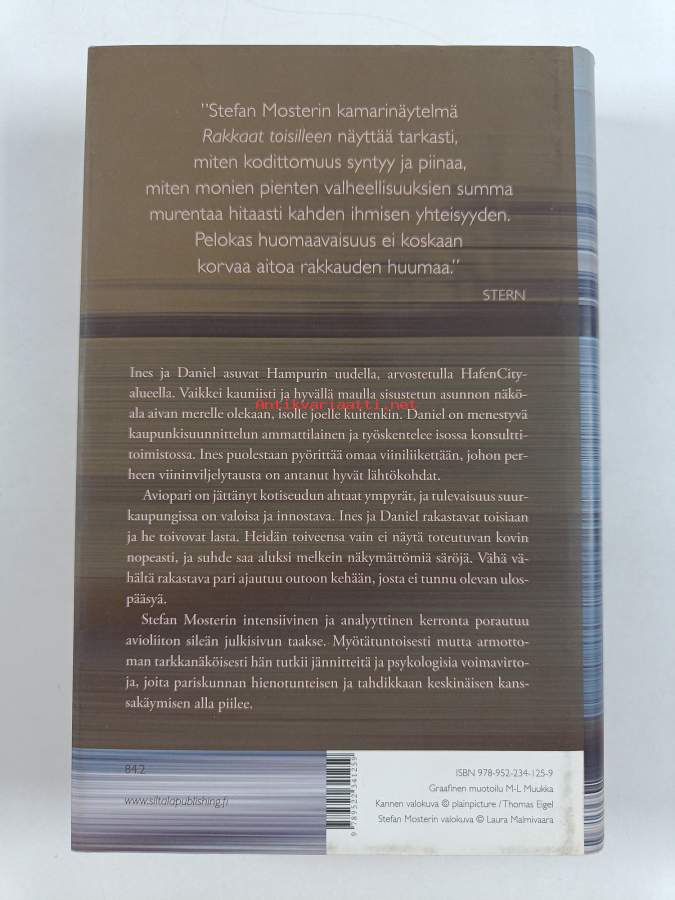 ”Stefan Mosterin kamarinäytelmä
Rakkaat toisilleen näyttää tarkasti,
miten kodittomuus syntyy ja piinaa,
miten monien pienten valheellisuuksien summa
murentaa hitaasti kahden ihmisen yhteisyyden.
Pelokas huomaavaisuus ei koskaan
korvaa aitoa rakkauden huumaa.”
STERN
Ines ja Daniel asuvat Hampurin uudella, arvostetulla HafenCity-
alueella. Vaikkei kauniisti ja hyvällä maulla sisustetun asunnon näkö-
ala aivan merelle olekaan, isolle joelle kuitenkin. Daniel on menestyvä
Antikvariaatti.net
kaupunkisuunnittelun ammattilainen ja työskentelee isossa konsultti-
toimistossa. Ines puolestaan pyörittää omaa viiniliikettään, johon per-
heen viininviljelytausta on antanut hyvät lähtökohdat.
Aviopari on jättänyt kotiseudun ahtaat ympyrät, ja tulevaisuus suur-
kaupungissa on valoisa ja innostava. Ines ja Daniel rakastavat toisiaan
ja he toivovat lasta. Heidän toiveensa vain ei näytä toteutuvan kovin
nopeasti, ja suhde saa aluksi melkein näkymättömiä säröjä. Vähä vä-
hältä rakastava pari ajautuu outoon kehään, josta ei tunnu olevan ulos-
pääsyä.
Stefan Mosterin intensiivinen ja analyyttinen kerronta porautuu
avioliiton sileän julkisivun taakse. Myötätuntoisesti mutta armotto-
man tarkkanäköisesti hän tutkii jännitteitä ja psykologisia voimavirto-
ja, joita pariskunnan hienotunteisen ja tahdikkaan keskinäisen kans-
sakäymisen alla piilee.
84.2
www.siltalapublishing.fi
9 789522 341259
ISBN 978-952-234-125-9
Graafinen muotoilu M-L Muukka
Kannen valokuva © plainpicture / Thomas Eigel
Stefan Mosterin valokuva © Laura Malmivaara